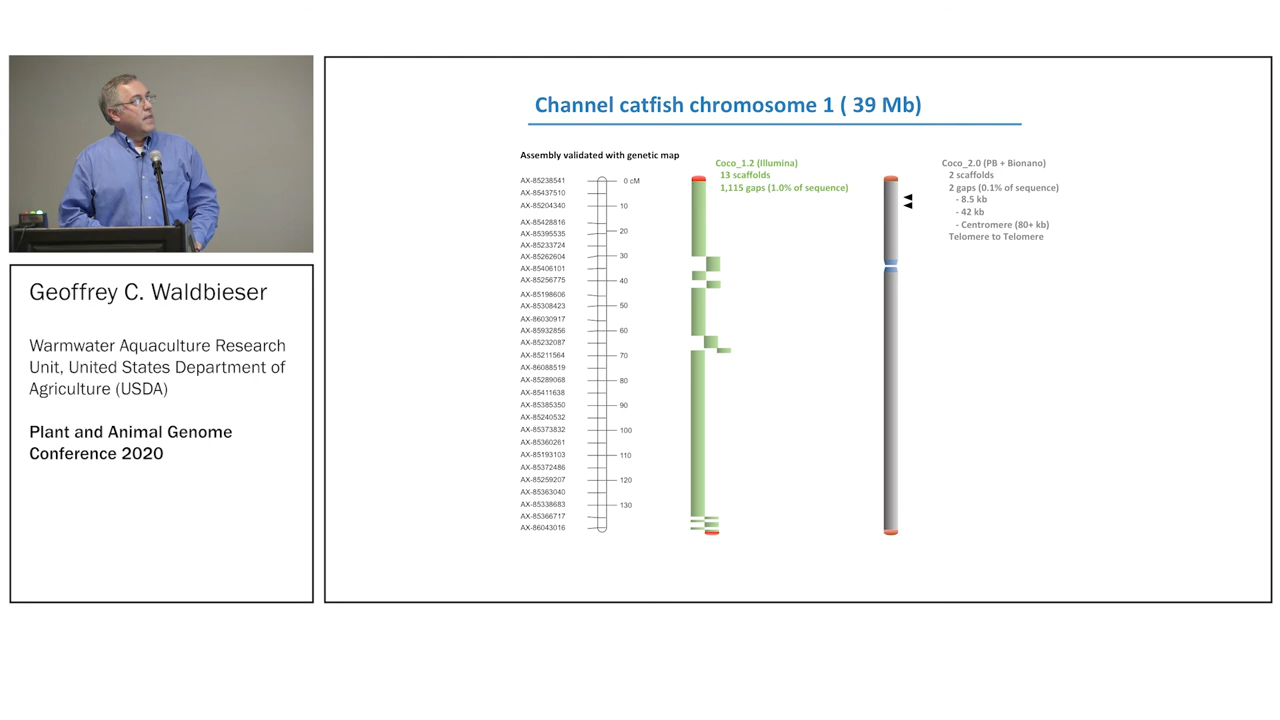 Channel catfish chromosome 1 ( 39 Mb)
Assembly validated with genetic map
AX-85238541
AX-85437510
AX-85204340
AX-85428816
AX-85395535
AX-85233724
AX-85262604
AX-85406101
AX-85256775
AX-85198606
AX-85308423
AX-86030917
AX-85932856
AX-85232087
AX-85211564
AX-86088519
AX-85289068
AX-85411638
AX-85385350
AX-85240532
AX-85373832
AX-85360261
AX-85193103
AX-85372486
AX-85259207
AX-85363040
AX-85338683
AX-85366717
AX-86043016
0 cM
10
20
30
40
50
60
70
80
90
100
110
120
130
Coco_1.2 (Illumina)
13 scaffolds
1,115 gaps (1.0% of sequence)
Coco_2.0 (PB + Bionano)
2 scaffolds
2 gaps (0.1% of sequence)
- 8.5 kb
- 42 kb
- Centromere (80+ kb)
Telomere to Telomere
Geoffrey C. Waldbieser
Warmwater Aquaculture Research
Unit, United States Department of
Agriculture (USDA)
Plant and Animal Genome
Conference 2020